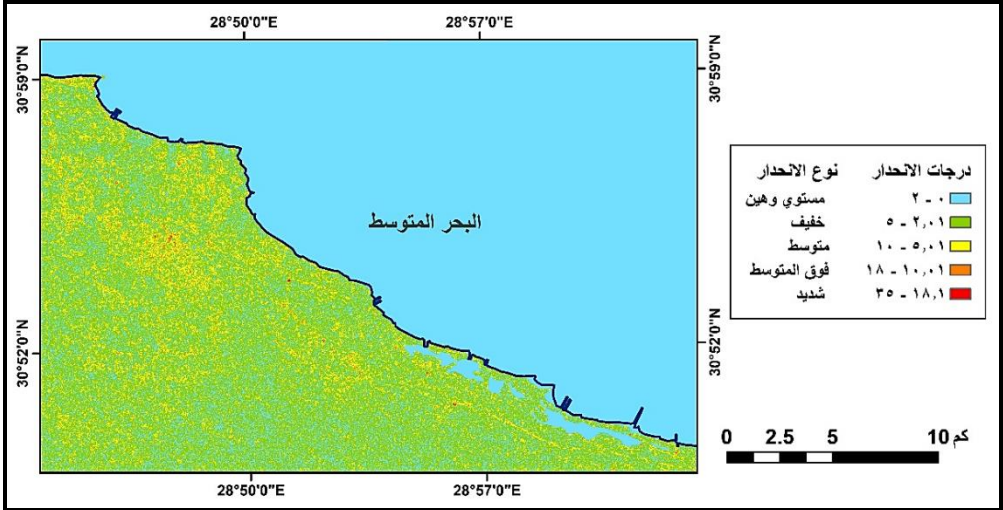 28°50'0"E 28°57'0"E
30°59'0"N
30°59'0"N
البحر المتوسط
درجات الانحدار نوع الانحدار
٠ - ٢ مستوي وهين
٢,٠١ - ٥ خفيف
٥,٠١ - ١٠ متوسط
١٠,٠١ - ١٨ فوق المتوسط
١٨,١ - ٣٥ شديد
30°52'0"N
30°52'0"N
0 2.5 5 10 كم
28°50'0"E 28°57'0"E